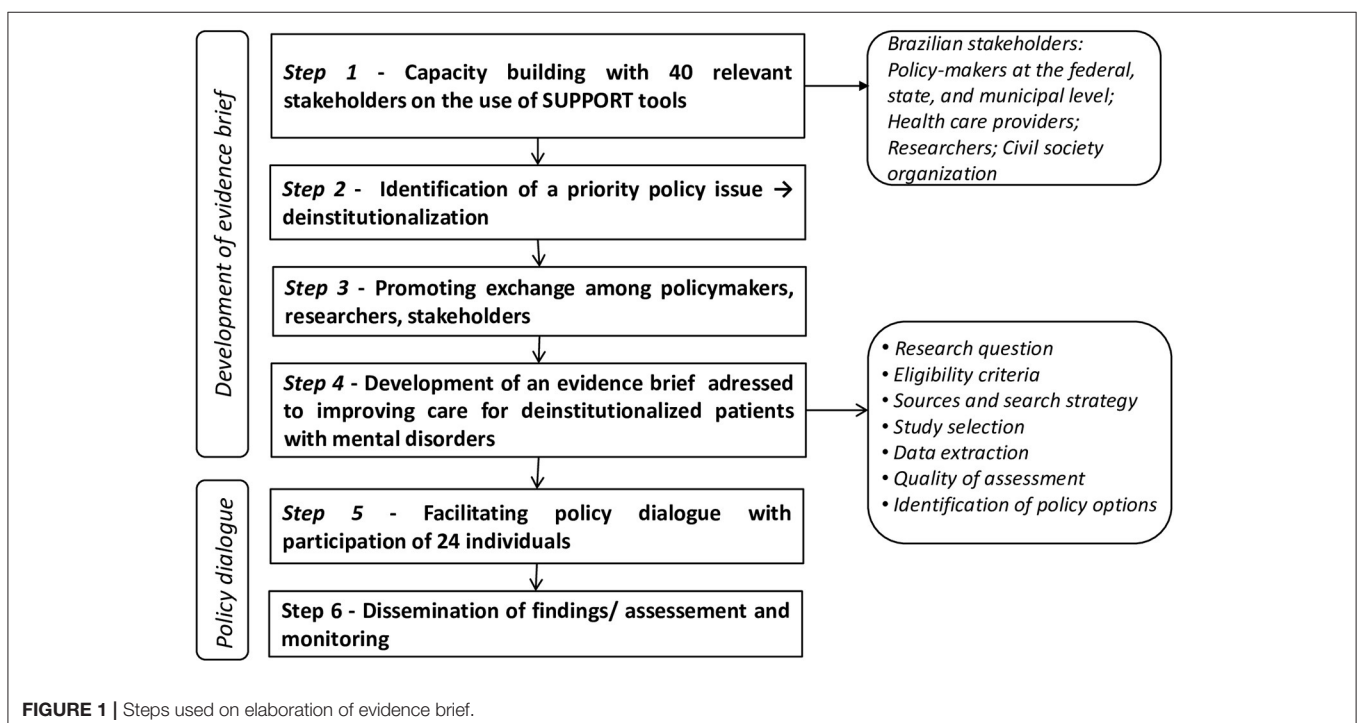 Development of evidence brief
Step 1 - Capacity building with 40 relevant
stakeholders on the use of SUPPORT tools
Brazilian stakeholders:
Policy-makers at the federal,
state, and municipal level;
Health care providers;
Researchers; Civil society
organization
Step 2 - Identification of a priority policy issue →
deinstitutionalization
Step 3 - Promoting exchange among policymakers,
researchers, stakeholders
Step 4 - Development of an evidence brief adressed
to improving care for deinstitutionalized patients
with mental disorders
• Research question
• Eligibility criteria
• Sources and search strategy
• Study selection
• Data extraction
• Quality of assessment
• Identification of policy options
Policy dialogue
Step 5 - Facilitating policy dialogue with
participation of 24 individuals
Step 6 - Dissemination of findings/ assessement and
monitoring
FIGURE 1 | Steps used on elaboration of evidence brief.